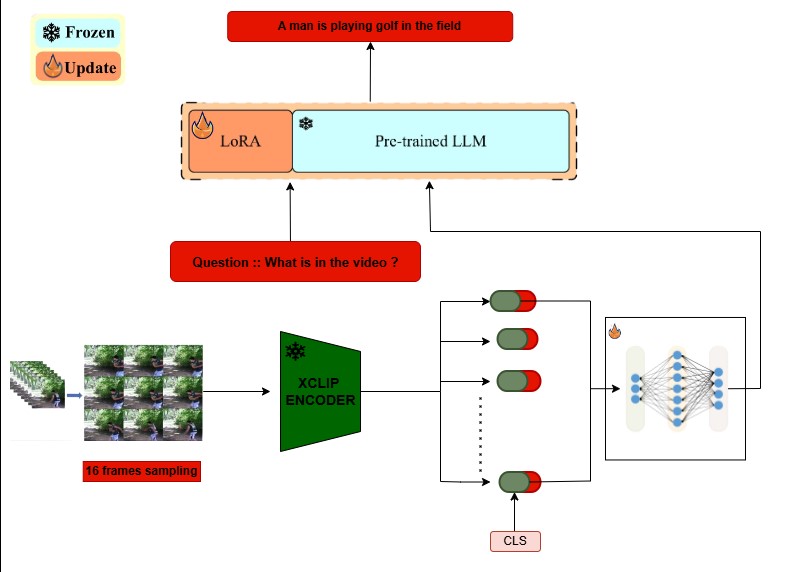 A man is playing golf in the field
Frozen
Update
LoRA
Pre-trained LLM
Question :: What is in the video ?
XCLIP
ENCODER
16 frames sampling
CLS